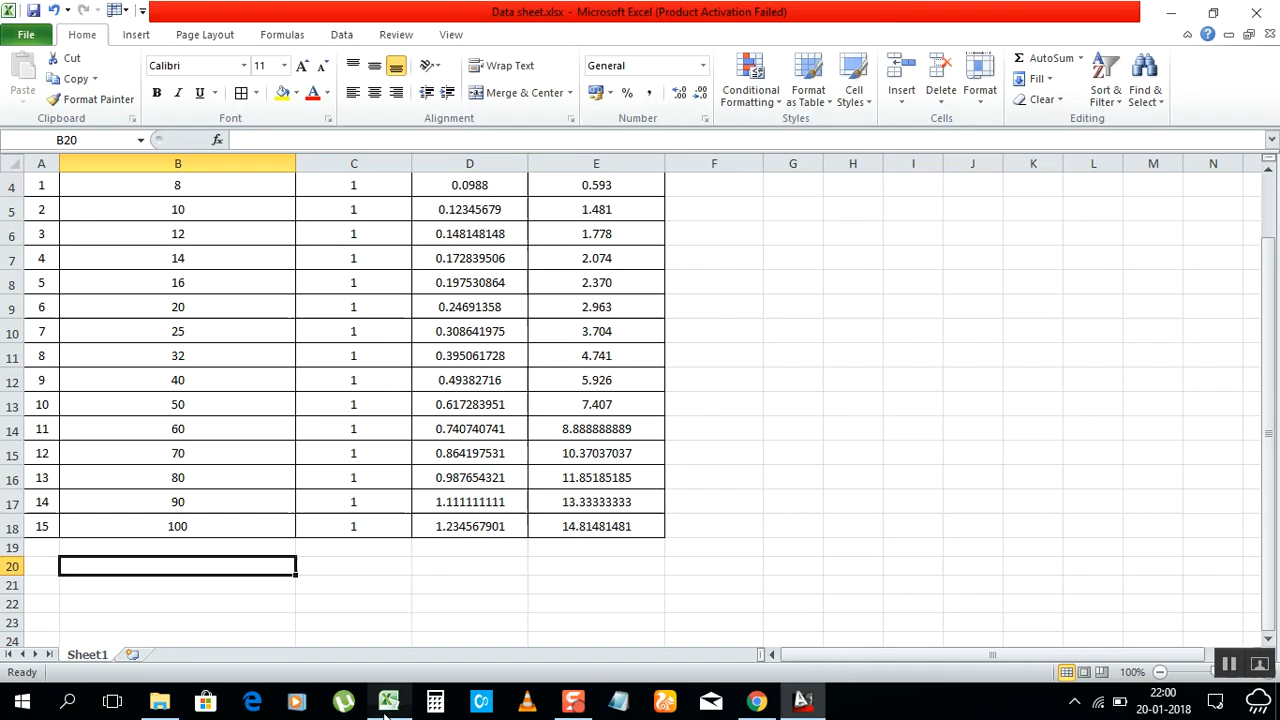 Data sheet.xlsx - Microsoft Excel (Product Activation Failed)
File Home Insert Page Layout Formulas Data Review View
Paste Cut Copy Format Painter Clipboard
Calibri 11 B I U A Font
Wrap Text Merge & Center Alignment
General % , Number
Conditional Formatting Format as Table Cell Styles Styles
Insert Delete Format Cells
Σ AutoSum Fill Clear Sort & Filter Find & Select Editing
B20 fx
A B C D E F G H I J K L M N
4 1 8 1 0.0988 0.593
5 2 10 1 0.12345679 1.481
6 3 12 1 0.148148148 1.778
7 4 14 1 0.172839506 2.074
8 5 16 1 0.197530864 2.370
9 6 20 1 0.24691358 2.963
10 7 25 1 0.308641975 3.704
11 8 32 1 0.395061728 4.741
12 9 40 1 0.49382716 5.926
13 10 50 1 0.617283951 7.407
14 11 60 1 0.740740741 8.888888889
15 12 70 1 0.864197531 10.37037037
16 13 80 1 0.987654321 11.85185185
17 14 90 1 1.111111111 13.33333333
18 15 100 1 1.234567901 14.81481481
19
20
21
22
23
24
Sheet1
Ready 100%
22:00
20-01-2018